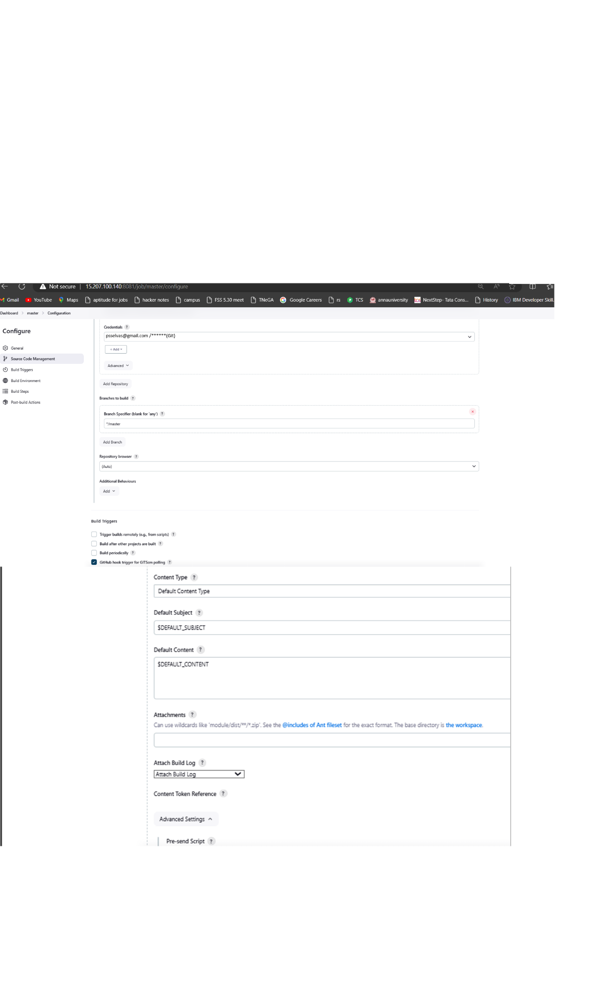 Not secure | 15.207.100.140:8081/job/master/configure
Gmail YouTube Maps aptitude for jobs hacker notes campus FSS 5.30 meet TNeGA Google Careers rs TCS annauniversity NextStep- Tata Cons... History IBM Developer Skill.
Dashboard > master > Configuration
Configure
General
Source Code Management
Build Triggers
Build Environment
Build Steps
Post-build Actions
Credentials ?
psselvas@gmail.com /******(Git)
+ Add
Advanced
Add Repository
Branches to build ?
Branch Specifier (blank for 'any') ?
*/master
Add Branch
Repository browser ?
(Auto)
Additional Behaviours
Add
Build Triggers
Trigger builds remotely (e.g., from scripts) ?
Build after other projects are built ?
Build periodically ?
GitHub hook trigger for GITScm polling ?
Content Type ?
Default Content Type
Default Subject ?
$DEFAULT_SUBJECT
Default Content ?
$DEFAULT_CONTENT
Attachments ?
Can use wildcards like 'module/dist/**/*.zip'. See the @includes of Ant fileset for the exact format. The base directory is the workspace.
Attach Build Log ?
Attach Build Log
Content Token Reference ?
Advanced Settings
Pre-send Script ?